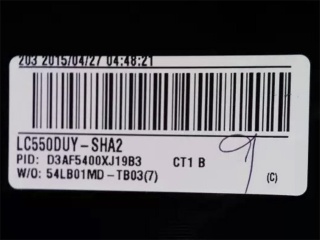 203 2015/04/27 04:48:21
LC550DUY-SHA2
PID: D3AF5400XJ19B3 CT1 B
W/O: 54LB01MD-TB03(7) (C)